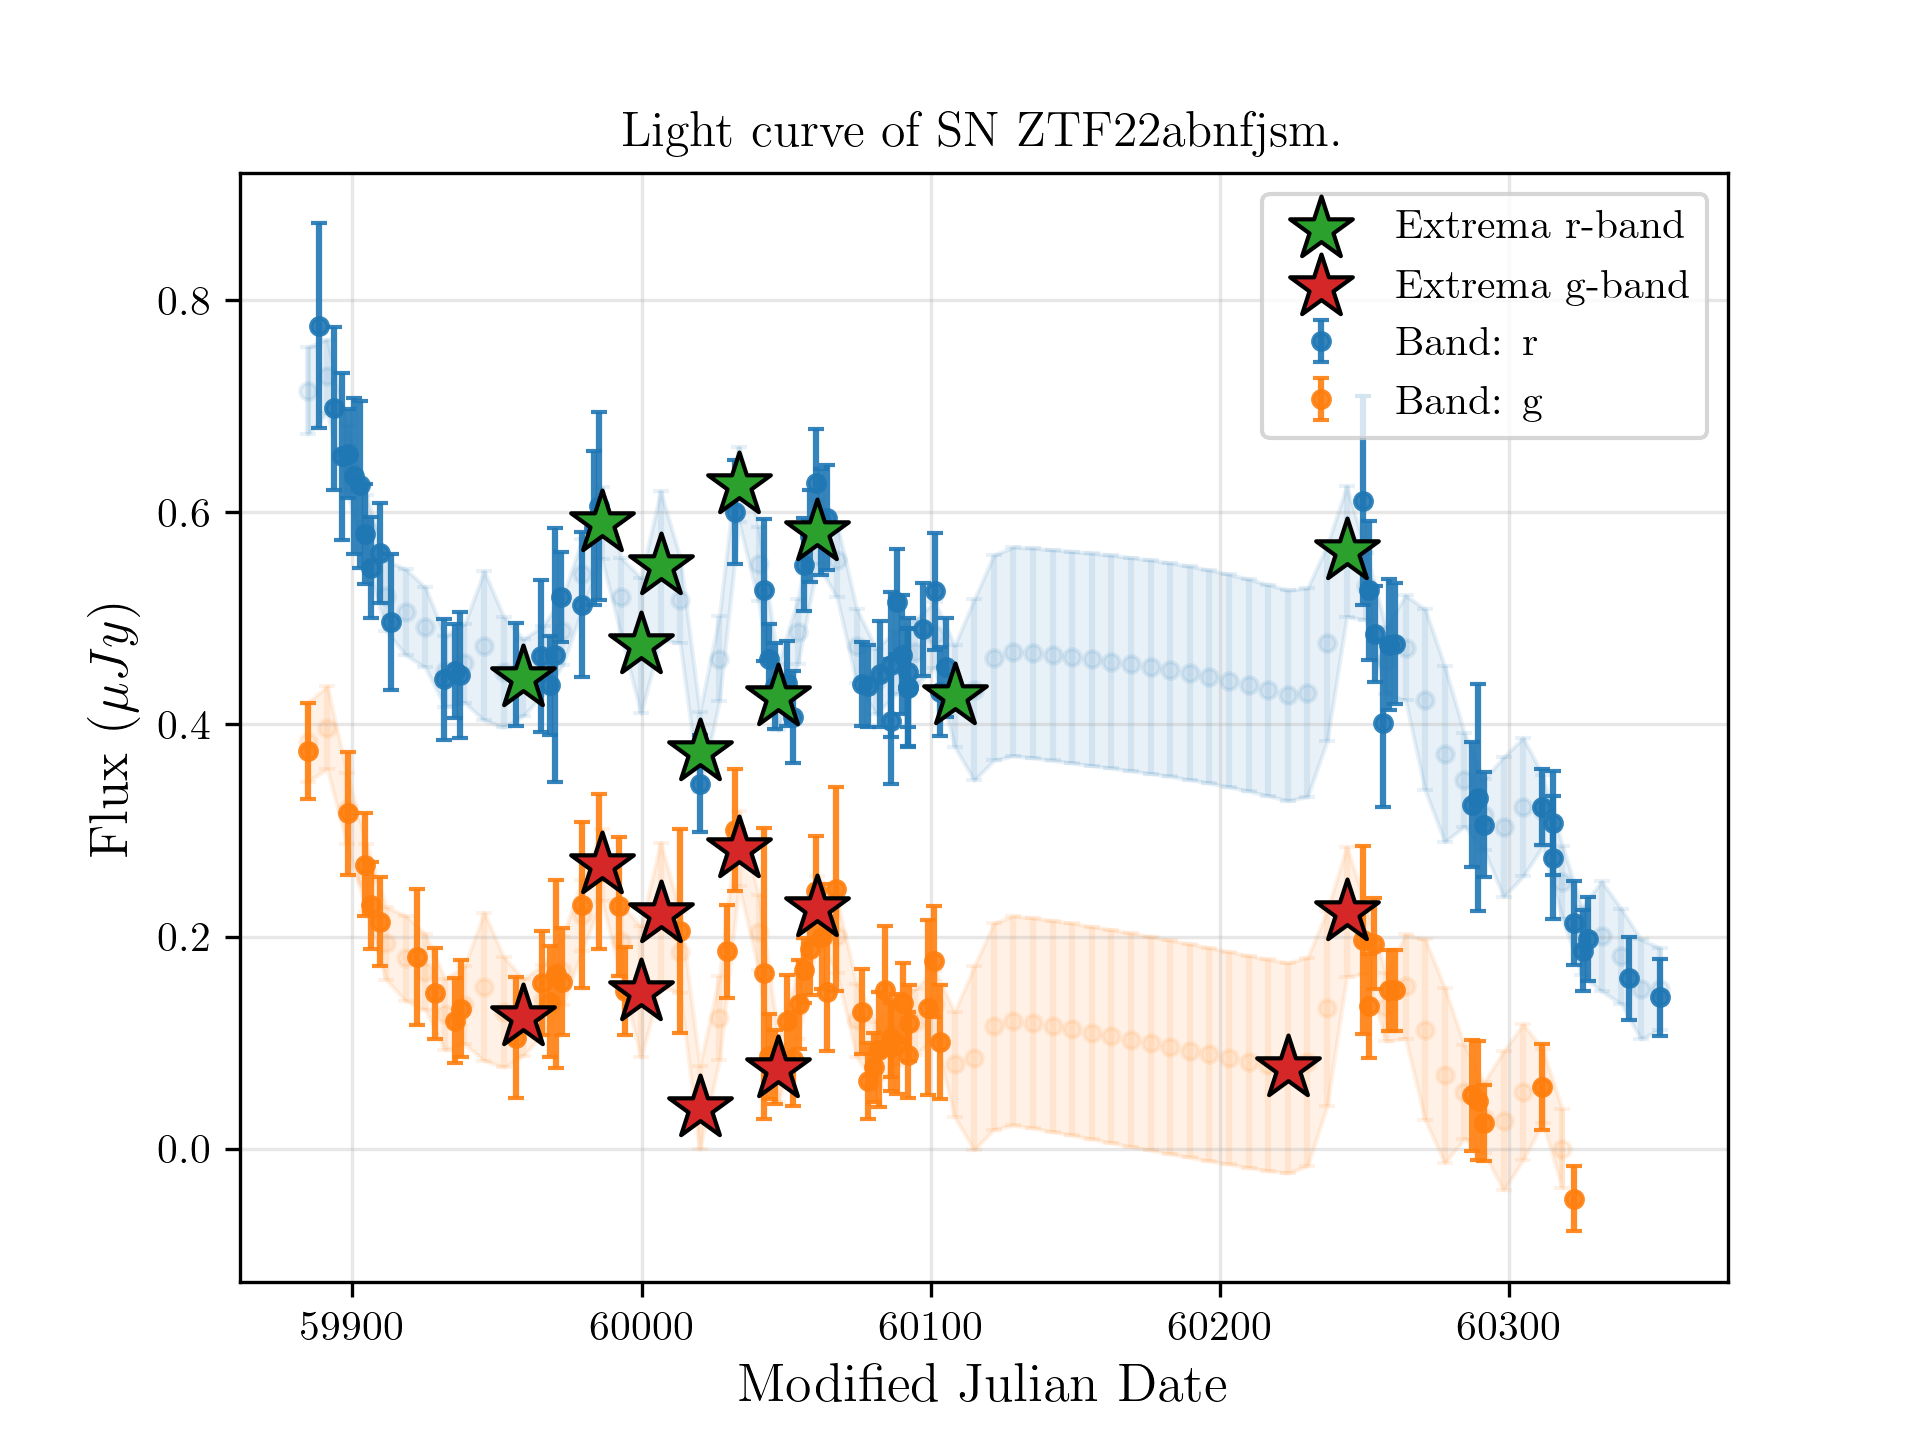 Light curve of SN ZTF22abnfjsm.
Extrema r-band
Extrema g-band
Band: r
Band: g
Flux (μJy)
0.8
0.6
0.4
0.2
0.0
59900
60000
60100
60200
60300
Modified Julian Date